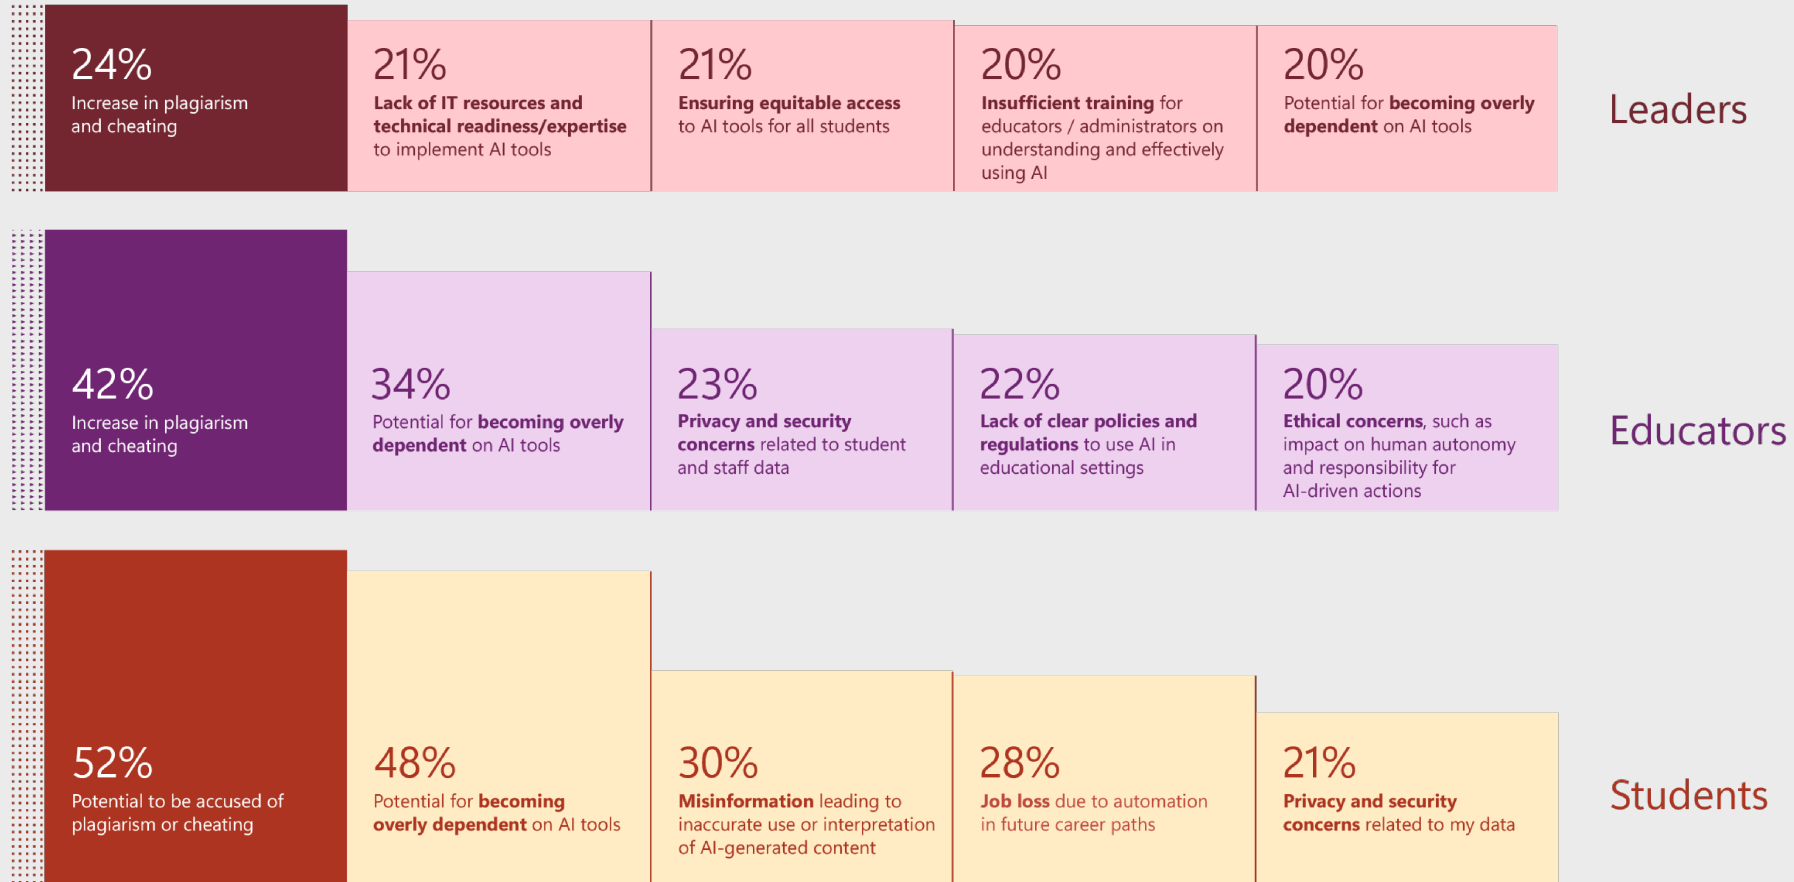 24%
Increase in plagiarism
and cheating
21%
Lack of IT resources and
technical readiness/expertise
to implement AI tools
21%
Ensuring equitable access
to AI tools for all students
20%
Insufficient training for
educators / administrators on
understanding and effectively
using AI
20%
Potential for becoming overly
dependent on AI tools
Leaders
42%
Increase in plagiarism
and cheating
34%
Potential for becoming overly
dependent on AI tools
23%
Privacy and security
concerns related to student
and staff data
22%
Lack of clear policies and
regulations to use AI in
educational settings
20%
Ethical concerns, such as
impact on human autonomy
and responsibility for
AI-driven actions
Educators
52%
Potential to be accused of
plagiarism or cheating
48%
Potential for becoming
overly dependent on AI tools
30%
Misinformation leading to
inaccurate use or interpretation
of AI-generated content
28%
Job loss due to automation
in future career paths
21%
Privacy and security
concerns related to my data
Students